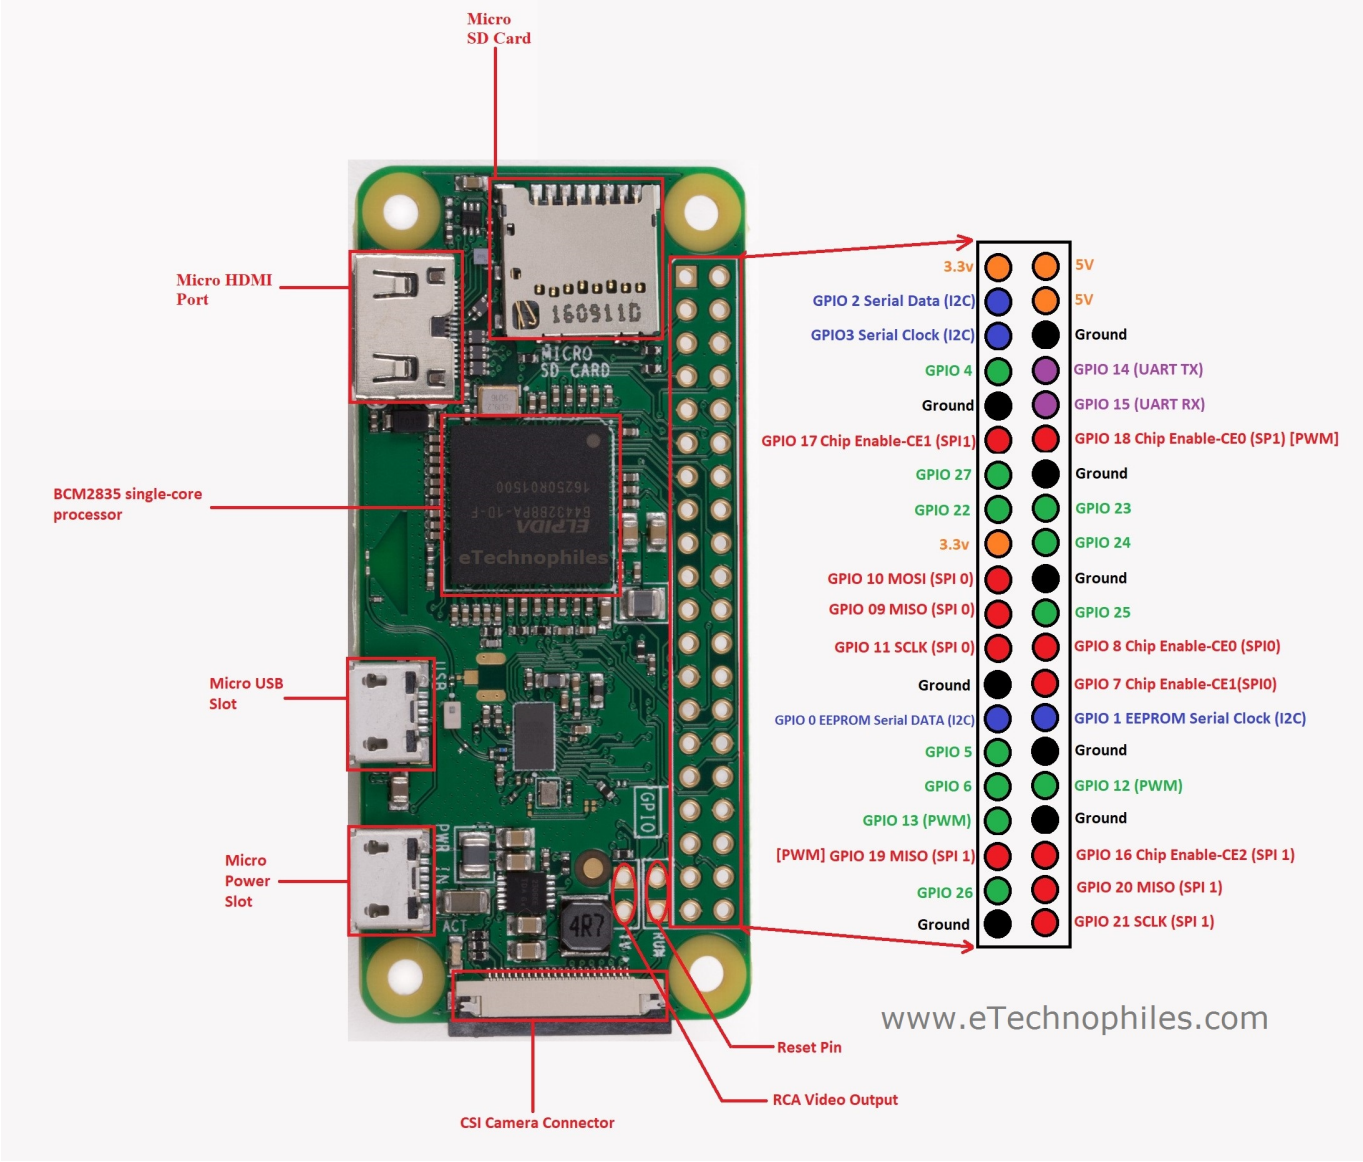 Micro
SD Card
Micro HDMI
Port
160911D
MICRO
SD CARD
BCM2835 single-core
processor
16250R01500
ELPIDA
eTechnophiles
Micro USB
Slot
USB
GPIO
PWR IN
Micro
Power
Slot
ACT
4R7
TV
RUN
CSI Camera Connector
Reset Pin
RCA Video Output
3.3v
5V
GPIO 2 Serial Data (I2C)
5V
GPIO3 Serial Clock (I2C)
Ground
GPIO 4
GPIO 14 (UART TX)
Ground
GPIO 15 (UART RX)
GPIO 17 Chip Enable-CE1 (SPI1)
GPIO 18 Chip Enable-CE0 (SP1) [PWM]
GPIO 27
Ground
GPIO 22
GPIO 23
3.3v
GPIO 24
GPIO 10 MOSI (SPI 0)
Ground
GPIO 09 MISO (SPI 0)
GPIO 25
GPIO 11 SCLK (SPI 0)
GPIO 8 Chip Enable-CE0 (SPI0)
Ground
GPIO 7 Chip Enable-CE1(SPI0)
GPIO 0 EEPROM Serial DATA (I2C)
GPIO 1 EEPROM Serial Clock (I2C)
GPIO 5
Ground
GPIO 6
GPIO 12 (PWM)
GPIO 13 (PWM)
Ground
[PWM] GPIO 19 MISO (SPI 1)
GPIO 16 Chip Enable-CE2 (SPI 1)
GPIO 26
GPIO 20 MISO (SPI 1)
Ground
GPIO 21 SCLK (SPI 1)
www.eTechnophiles.com